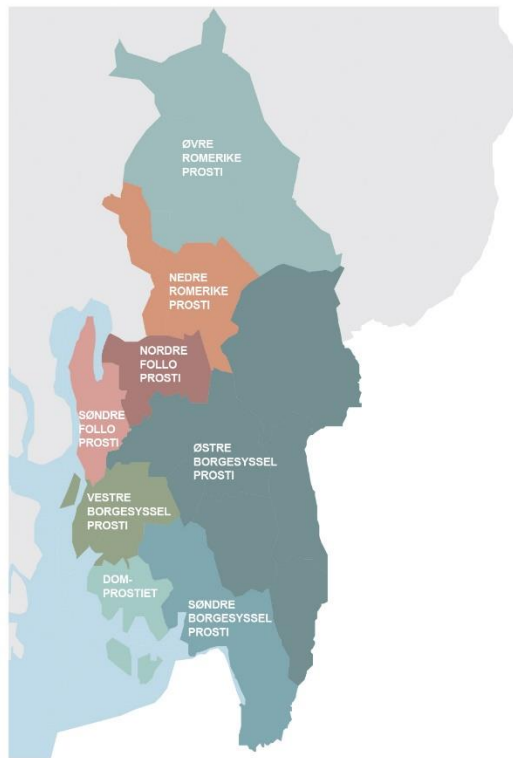 ØVRE
ROMERIKE
PROSTI
NEDRE
ROMERIKE
PROSTI
NORDRE
FOLLO
PROSTI
SØNDRE
FOLLO
PROSTI
ØSTRE
BORGESYSSEL
PROSTI
VESTRE
BORGESYSSEL
PROSTI
DOM-
PROSTIET
SØNDRE
BORGESYSSEL
PROSTI